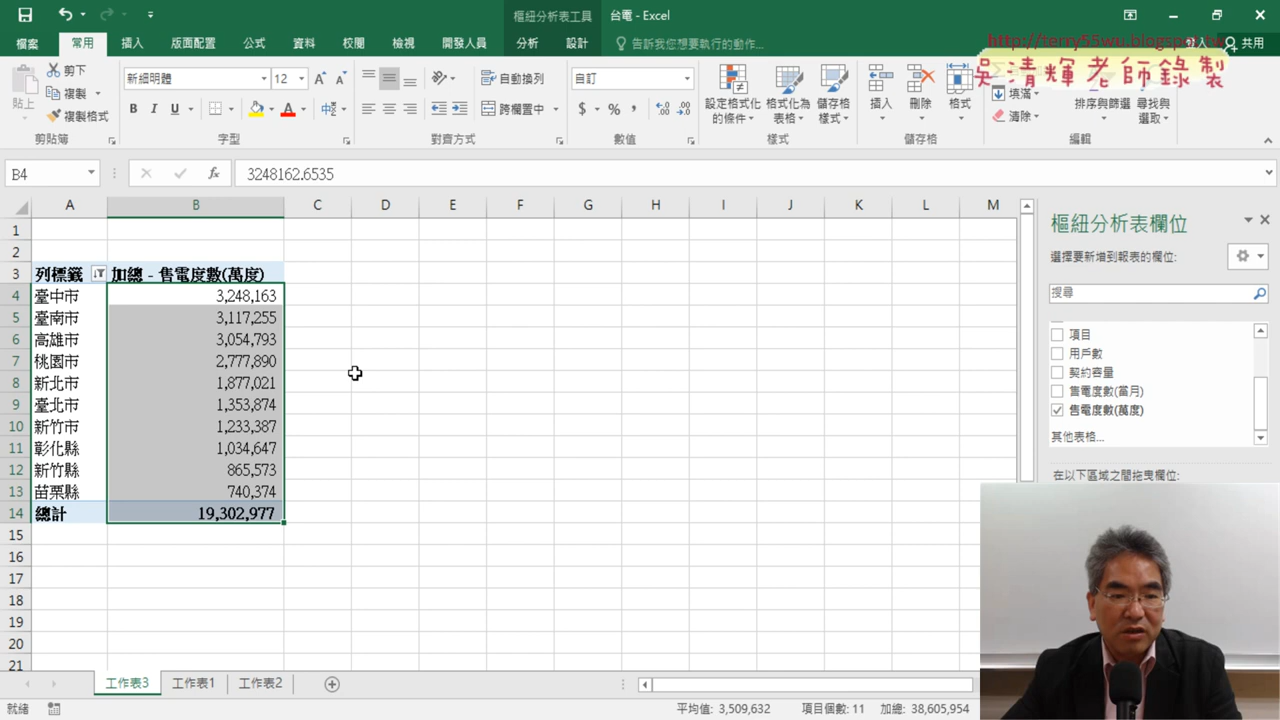 樞紐分析表工具
台電 - Excel
檔案
常用
插入
版面配置
公式
資料
校閱
檢視
開發人員
分析
設計
告訴我您想要執行的動作...
共用
http://terry55wu.blogspot.tw
吳清輝老師錄製
貼上
剪下
複製
複製格式
剪貼簿
新細明體
12
B I U
中
字型
自動換列
跨欄置中
對齊方式
自訂
$ % ,
數值
設定格式化的條件
格式化為表格
儲存格樣式
樣式
插入
刪除
格式
儲存格
填滿
清除
排序與篩選
尋找與選取
編輯
B4
fx
3248162.6535
A B C D E F G H I J K L M
1
2
3 列標籤 加總 - 售電度數(萬度)
4 臺中市 3,248,163
5 臺南市 3,117,255
6 高雄市 3,054,793
7 桃園市 2,777,890
8 新北市 1,877,021
9 臺北市 1,353,874
10 新竹市 1,233,387
11 彰化縣 1,034,647
12 新竹縣 865,573
13 苗栗縣 740,374
14 總計 19,302,977
15
16
17
18
19
20
21
樞紐分析表欄位
選擇要新增到報表的欄位:
搜尋
項目
用戶數
契約容量
售電度數(當月)
售電度數(萬度)
其他表格...
在以下區域之間拖曳欄位:
工作表3
工作表1
工作表2
就緒
平均值: 3,509,632
項目個數: 11
加總: 38,605,954